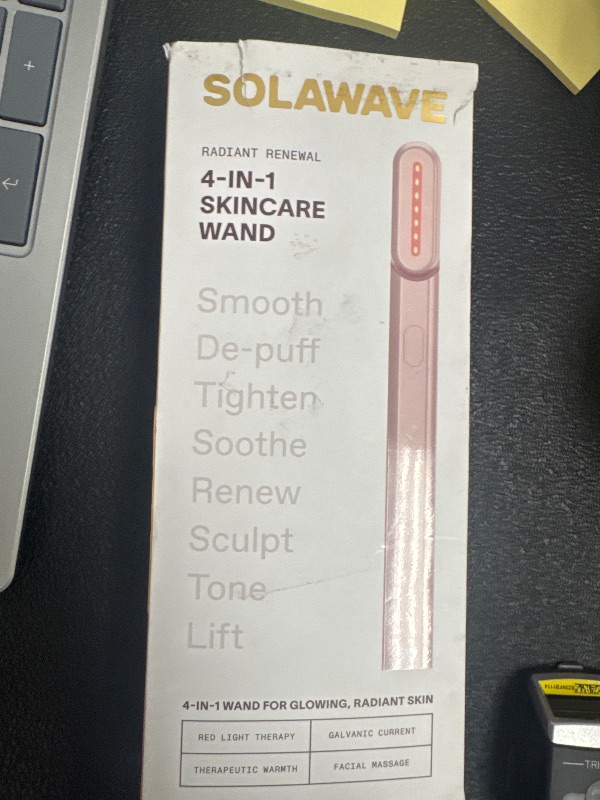 SOLAWAVE
RADIANT RENEWAL
4-IN-1
SKINCARE
WAND
Smooth
De-puff
Tighten
Soothe
Renew
Sculpt
Tone
Lift
4-IN-1 WAND FOR GLOWING, RADIANT SKIN
RED LIGHT THERAPY
GALVANIC CURRENT
THERAPEUTIC WARMTH
FACIAL MASSAGE